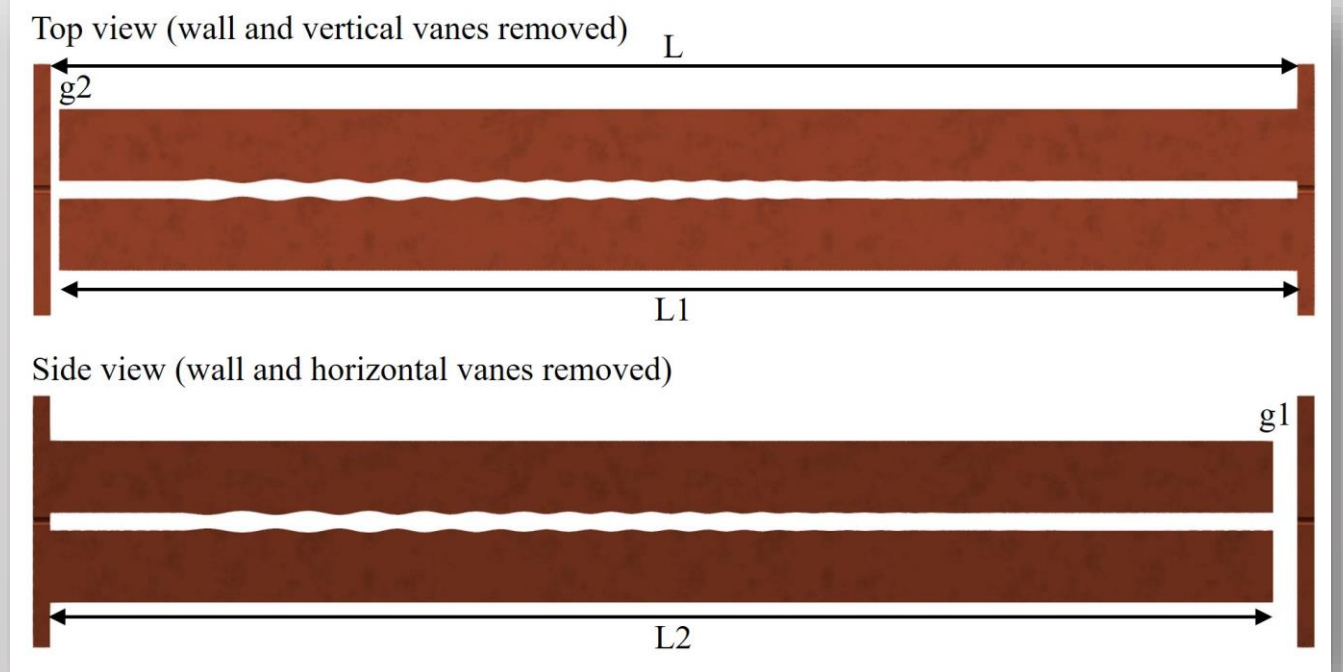 Top view (wall and vertical vanes removed)
L
g2
L1
Side view (wall and horizontal vanes removed)
g1
L2